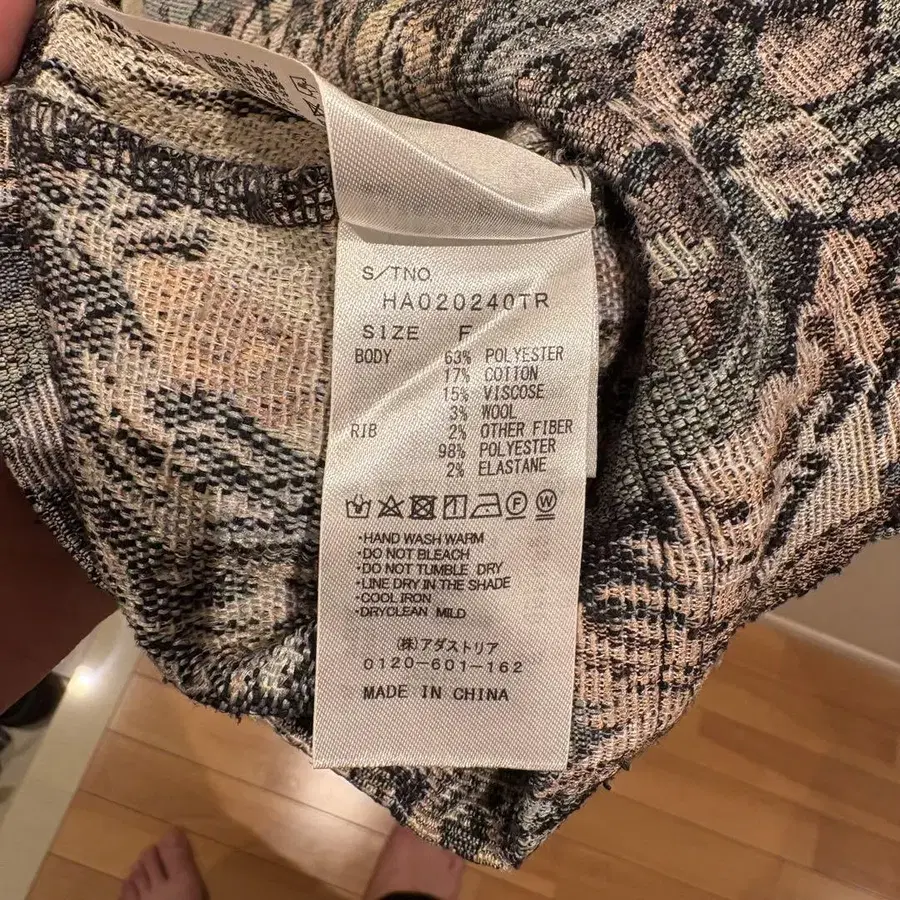 S/TNO.
HA020240TR
SIZE F
BODY 63% POLYESTER
17% COTTON
15% VISCOSE
3% WOOL
RIB 2% OTHER FIBER
98% POLYESTER
2% ELASTANE
・HAND WASH WARM
・DO NOT BLEACH
・DO NOT TUMBLE DRY
・LINE DRY IN THE SHADE
・COOL IRON
・DRYCLEAN MILD
(株)アダストリア
0120-601-162
MADE IN CHINA